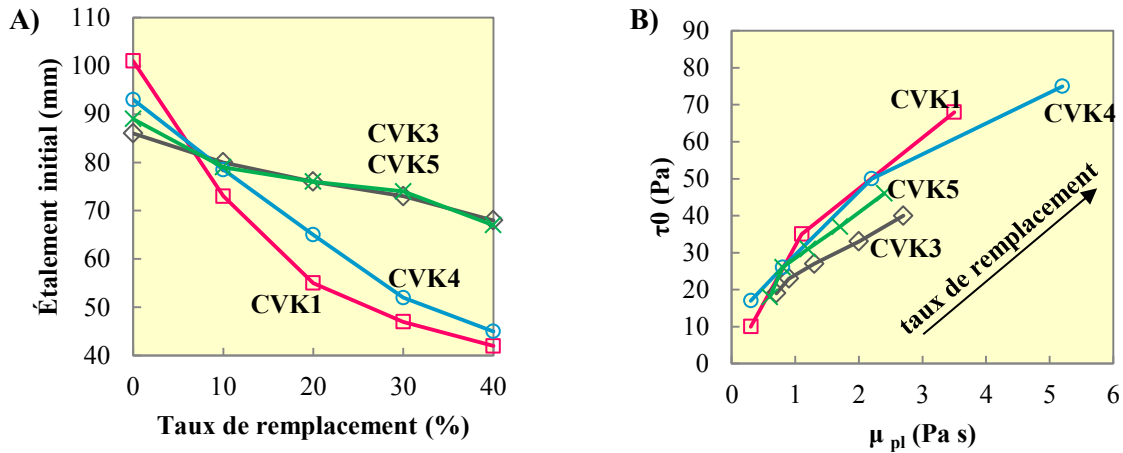 A)
Étalement initial (mm)
110
100
90
80
70
60
50
40
CVK3
CVK5
CVK4
CVK1
0 10 20 30 40
Taux de remplacement (%)
B)
τ0 (Pa)
90
80
70
60
50
40
30
20
10
0
CVK1
CVK4
CVK5
CVK3
taux de remplacement
0 1 2 3 4 5 6
μ pl (Pa s)